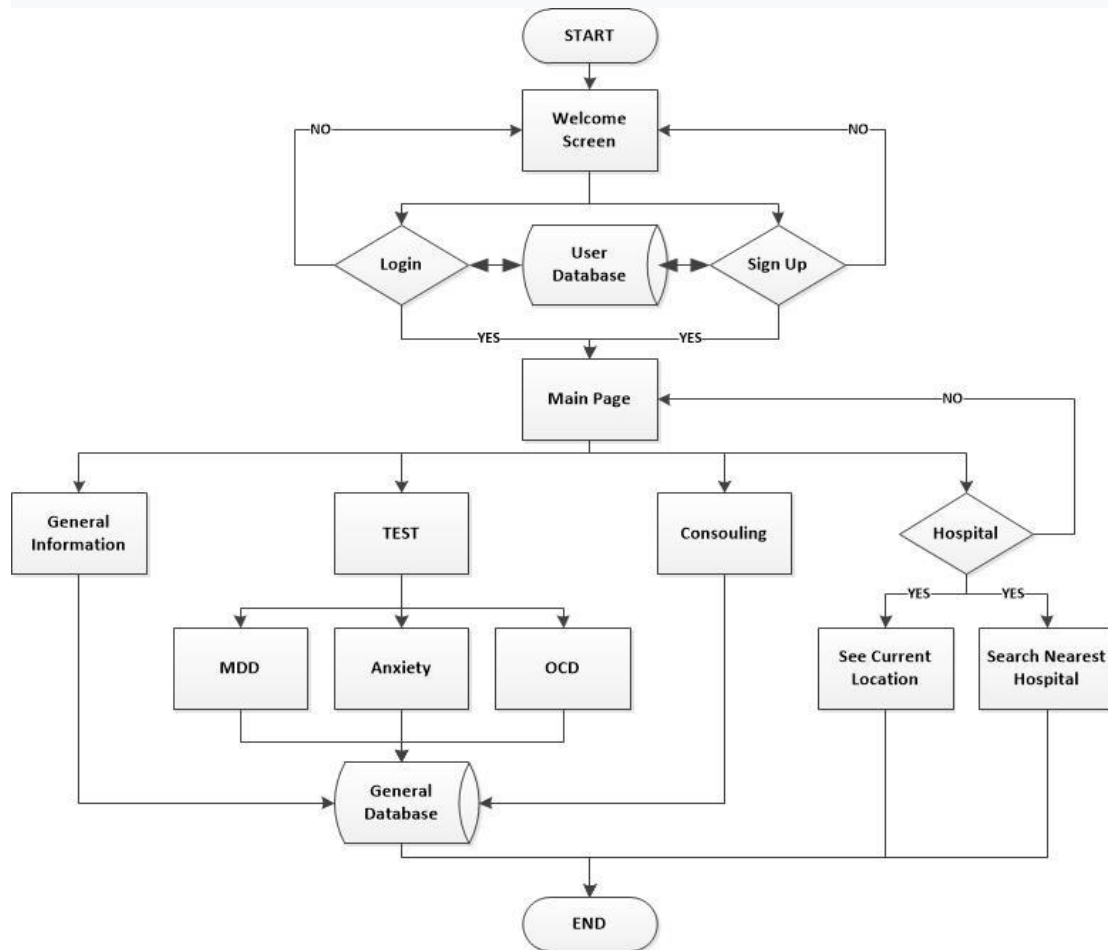 START
Welcome
Screen
NO
NO
Login
User
Database
Sign Up
YES
YES
Main Page
NO
General
Information
TEST
Consouling
Hospital
YES
YES
MDD
Anxiety
OCD
See Current
Location
Search Nearest
Hospital
General
Database
END